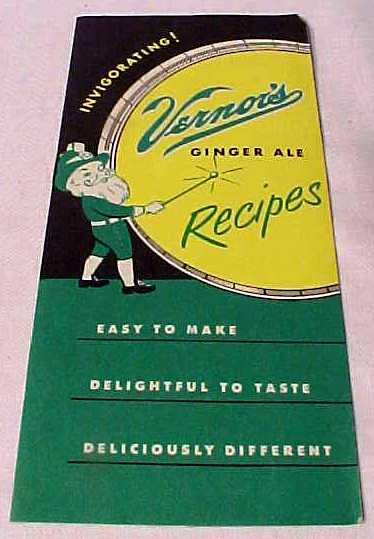 INVIGORATING!
Vernor's
GINGER ALE
Recipes
EASY TO MAKE
DELIGHTFUL TO TASTE
DELICIOUSLY DIFFERENT